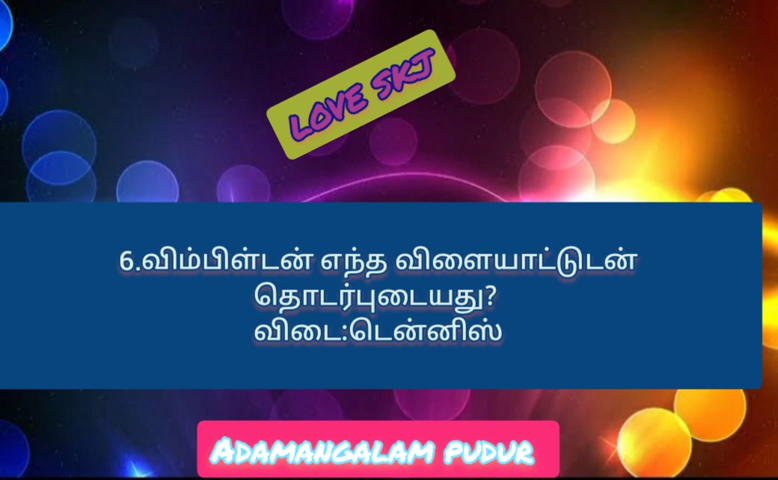 LOVE SKJ
6.விம்பிள்டன் எந்த விளையாட்டுடன்
தொடர்புடையது?
விடை:டென்னிஸ்
ADAMANGALAM PUDUR